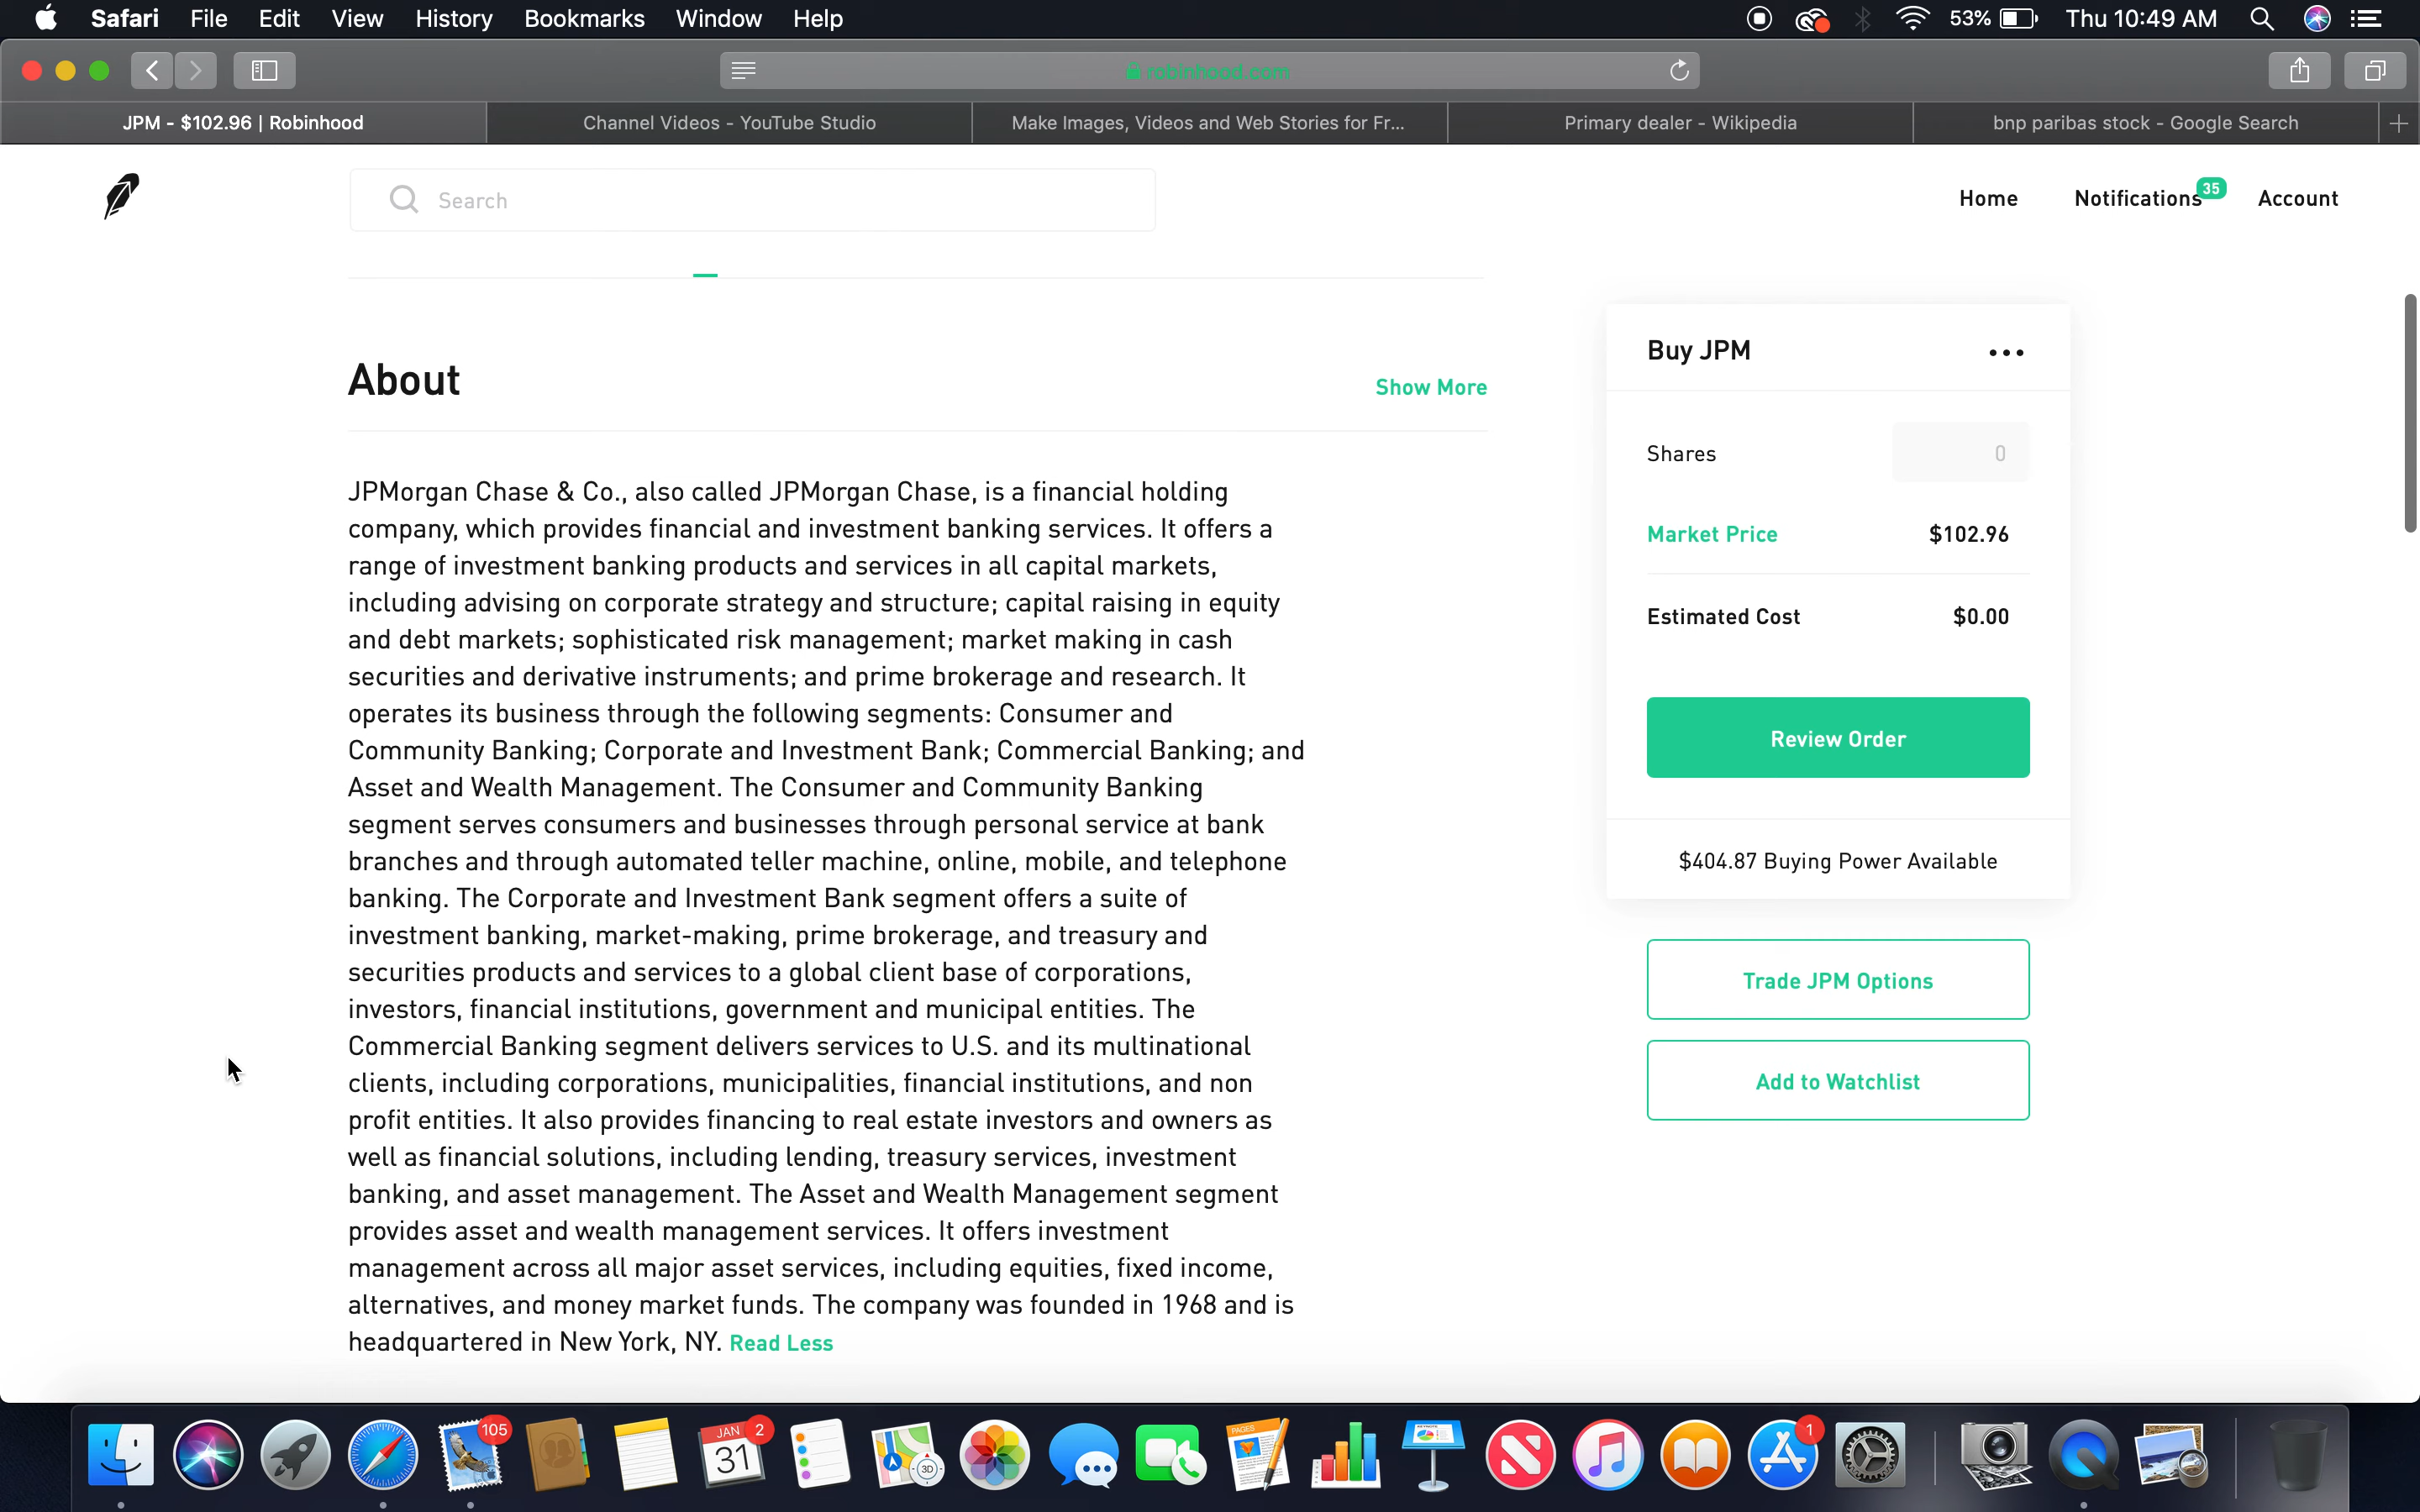 Safari File Edit View History Bookmarks Window Help 53% Thu 10:49 AM
robinhood.com
JPM - $102.96 | Robinhood Channel Videos - YouTube Studio Make Images, Videos and Web Stories for Fr... Primary dealer - Wikipedia bnp paribas stock - Google Search
Search Home Notifications 35 Account
About Show More
JPMorgan Chase & Co., also called JPMorgan Chase, is a financial holding
company, which provides financial and investment banking services. It offers a
range of investment banking products and services in all capital markets,
including advising on corporate strategy and structure; capital raising in equity
and debt markets; sophisticated risk management; market making in cash
securities and derivative instruments; and prime brokerage and research. It
operates its business through the following segments: Consumer and
Community Banking; Corporate and Investment Bank; Commercial Banking; and
Asset and Wealth Management. The Consumer and Community Banking
segment serves consumers and businesses through personal service at bank
branches and through automated teller machine, online, mobile, and telephone
banking. The Corporate and Investment Bank segment offers a suite of
investment banking, market-making, prime brokerage, and treasury and
securities products and services to a global client base of corporations,
investors, financial institutions, government and municipal entities. The
Commercial Banking segment delivers services to U.S. and its multinational
clients, including corporations, municipalities, financial institutions, and non
profit entities. It also provides financing to real estate investors and owners as
well as financial solutions, including lending, treasury services, investment
banking, and asset management. The Asset and Wealth Management segment
provides asset and wealth management services. It offers investment
management across all major asset services, including equities, fixed income,
alternatives, and money market funds. The company was founded in 1968 and is
headquartered in New York, NY. Read Less
Buy JPM
Shares 0
Market Price $102.96
Estimated Cost $0.00
Review Order
$404.87 Buying Power Available
Trade JPM Options
Add to Watchlist
105 JAN 31 2 3D PAGES 1